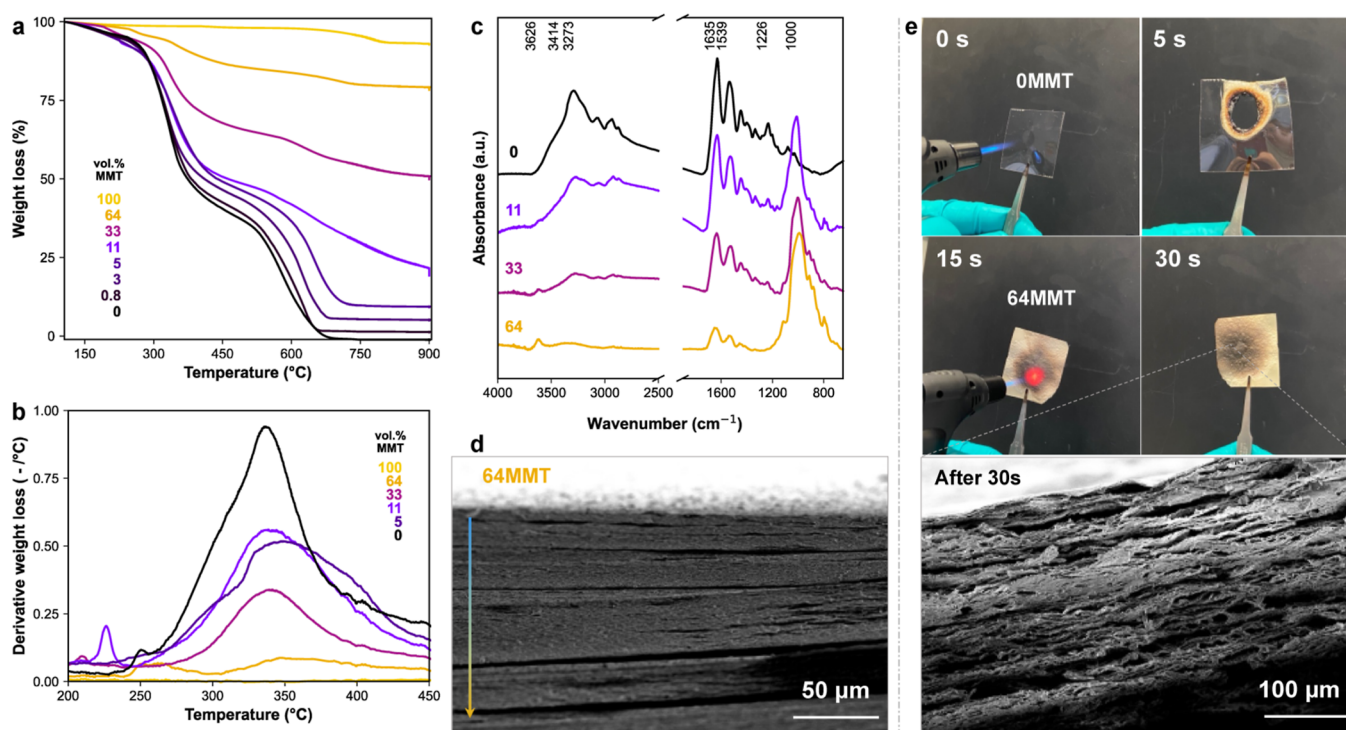 a
100
75
50
25
0
Weight loss (%)
vol.%
MMT
100
64
33
11
5
3
0.8
0
150
300
450
600
750
900
Temperature (°C)
b
1.00
0.75
0.50
0.25
0.00
Derivative weight loss ( - /°C)
vol.%
MMT
100
64
33
11
5
0
200
250
300
350
400
450
Temperature (°C)
c
3626
3414
3273
1635
1539
1226
1000
Absorbance (a.u.)
0
11
33
64
4000
3500
3000
2500
1600
1200
800
Wavenumber (cm⁻¹)
d
64MMT
50 μm
e
0 s
0MMT
5 s
15 s
64MMT
30 s
After 30s
100 μm